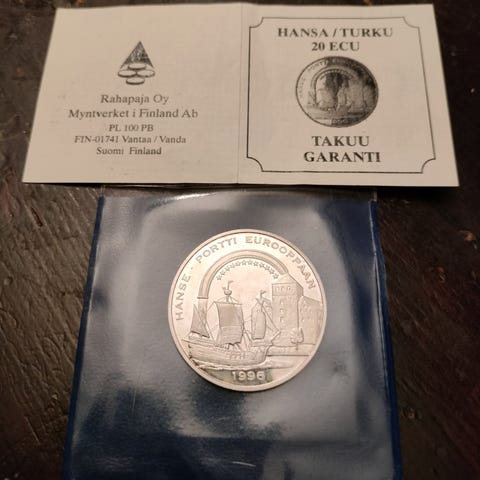 Rahapaja Oy
Myntverket i Finland Ab
PL 100 PB
FIN-01741 Vantaa / Vanda
Suomi Finland
HANSA / TURKU
20 ECU
TAKUU
GARANTI
HANSE - PORTTI EUROOPPAAN
1996